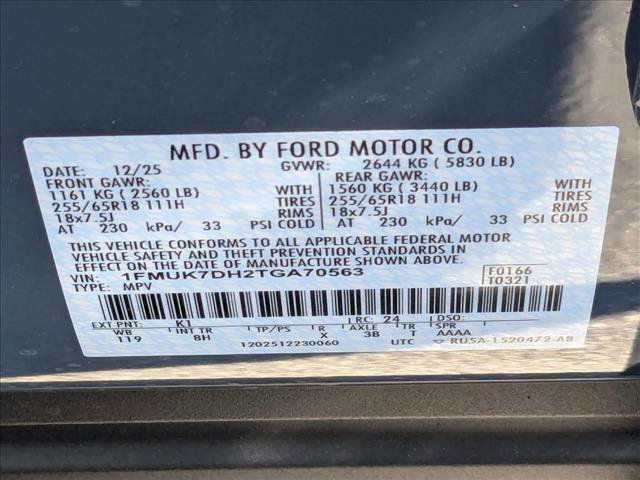 MFD. BY FORD MOTOR CO.
DATE: 12/25 GVWR: 2644 KG ( 5830 LB)
FRONT GAWR: REAR GAWR:
1161 KG ( 2560 LB) WITH 1560 KG ( 3440 LB) WITH
255/65R18 111H TIRES 255/65R18 111H TIRES
18x7.5J RIMS 18x7.5J RIMS
AT 230 kPa/ 33 PSI COLD AT 230 kPa/ 33 PSI COLD
THIS VEHICLE CONFORMS TO ALL APPLICABLE FEDERAL MOTOR
VEHICLE SAFETY AND THEFT PREVENTION STANDARDS IN
EFFECT ON THE DATE OF MANUFACTURE SHOWN ABOVE.
VIN: 1FMUK7DH2TGA70563 F0166
TYPE: MPV T0321
EXT PNT: K1 RC: 24 DSO:
WB INT TR TP/PS R AXLE TR SPR
119 8H X 3B T AAAA
1202512230060 UTC ▽ RU5A-1520472-AB